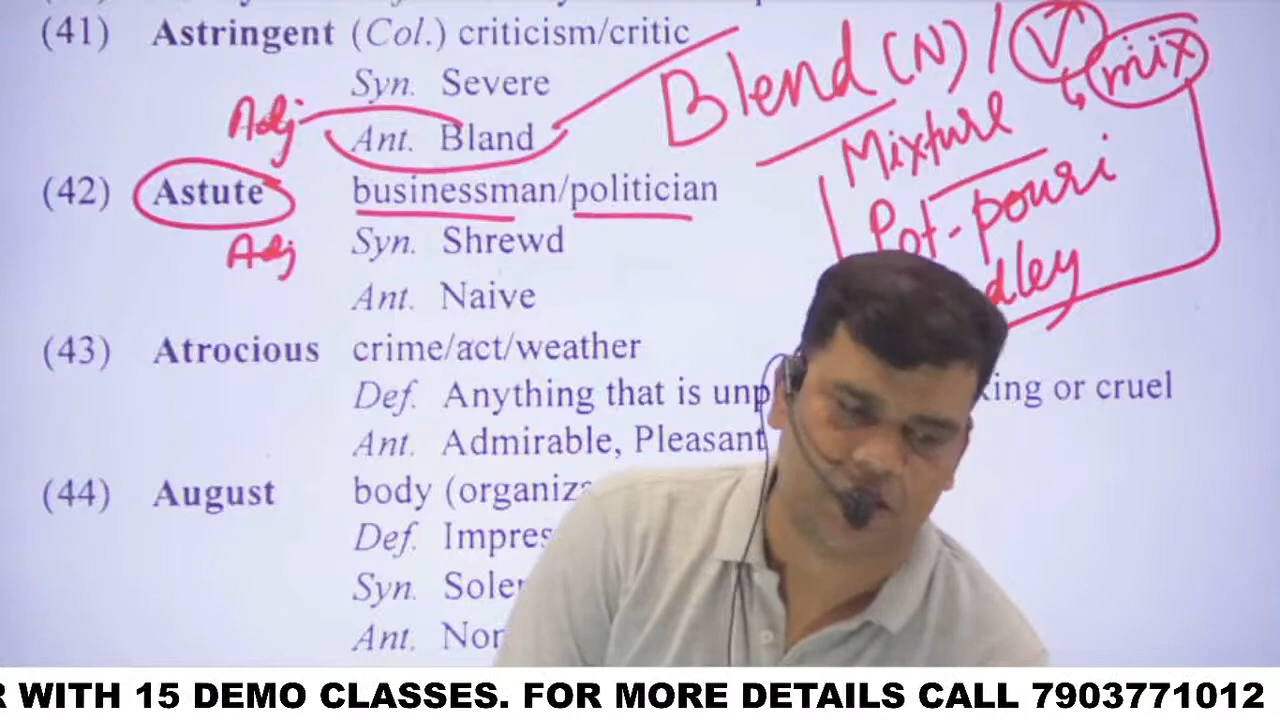 (41) Astringent (Col.) criticism/critic
Syn. Severe
Ant. Bland
Adj
Blend (N) / V
mix
Mixture
Pot-pouri
dley
(42) Astute businessman/politician
Adj
Syn. Shrewd
Ant. Naive
(43) Atrocious crime/act/weather
Def. Anything that is unp king or cruel
Ant. Admirable, Pleasant
(44) August body (organiza
Def. Impres
Syn. Soler
Ant. Nor
R WITH 15 DEMO CLASSES. FOR MORE DETAILS CALL 7903771012